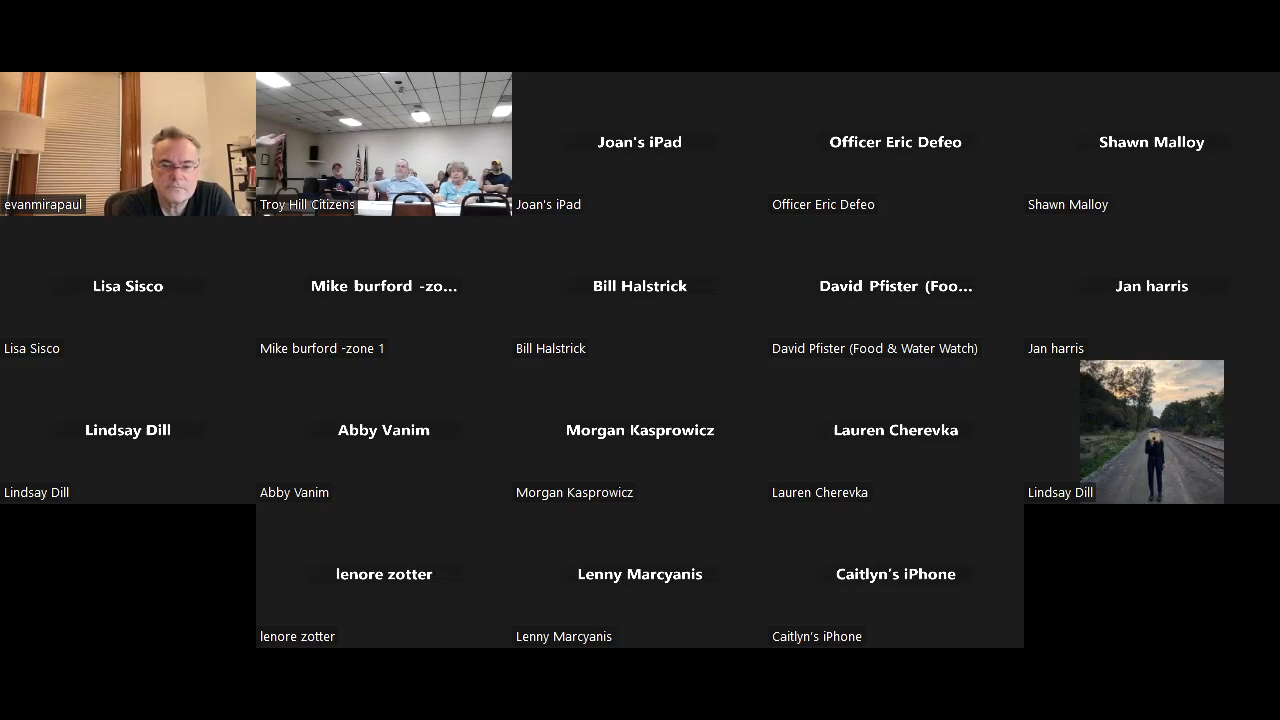 evanmirapaul
Troy Hill Citizens
Joan's iPad
Joan's iPad
Officer Eric Defeo
Officer Eric Defeo
Shawn Malloy
Shawn Malloy
Lisa Sisco
Lisa Sisco
Mike burford -zo...
Mike burford -zone 1
Bill Halstrick
Bill Halstrick
David Pfister (Foo...
David Pfister (Food & Water Watch)
Jan harris
Jan harris
Lindsay Dill
Lindsay Dill
Abby Vanim
Abby Vanim
Morgan Kasprowicz
Morgan Kasprowicz
Lauren Cherevka
Lauren Cherevka
Lindsay Dill
lenore zotter
lenore zotter
Lenny Marcyanis
Lenny Marcyanis
Caitlyn's iPhone
Caitlyn's iPhone